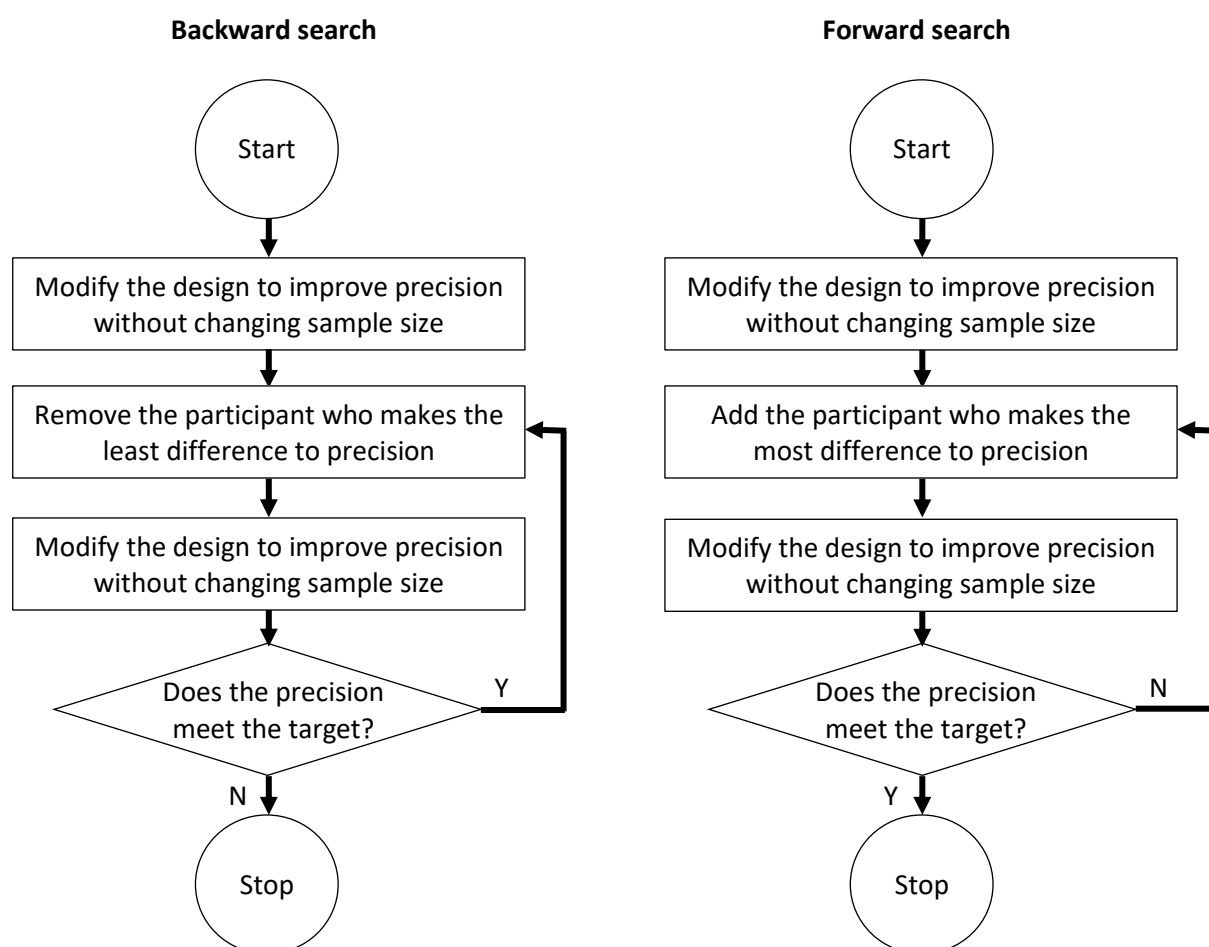 Backward search
Start
Modify the design to improve precision
without changing sample size
Remove the participant who makes the
least difference to precision
Modify the design to improve precision
without changing sample size
Does the precision
meet the target?
Y
N
Stop
Forward search
Start
Modify the design to improve precision
without changing sample size
Add the participant who makes the
most difference to precision
Modify the design to improve precision
without changing sample size
Does the precision
meet the target?
N
Y
Stop